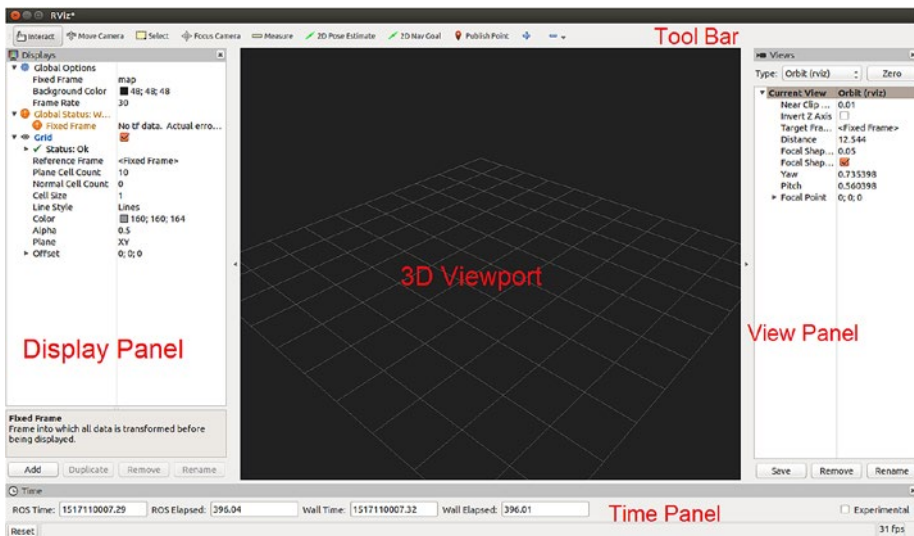 RViz*
Interact Move Camera Select Focus Camera Measure 2D Pose Estimate 2D Nav Goal Publish Point
Tool Bar
Displays
Global Options
Fixed Frame map
Background Color 48; 48; 48
Frame Rate 30
Global Status: W...
Fixed Frame No tf data. Actual erro...
Grid
Status: Ok
Reference Frame <Fixed Frame>
Plane Cell Count 10
Normal Cell Count 0
Cell Size 1
Line Style Lines
Color 160; 160; 164
Alpha 0.5
Plane XY
Offset 0; 0; 0
Display Panel
Fixed Frame
Frame into which all data is transformed before
being displayed.
Add Duplicate Remove Rename
3D Viewport
Views
Type: Orbit (rviz) Zero
Current View Orbit (rviz)
Near Clip ... 0.01
Invert Z Axis
Target Fra... <Fixed Frame>
Distance 12.544
Focal Shap... 0.05
Focal Shap...
Yaw 0.735398
Pitch 0.560398
Focal Point 0; 0; 0
View Panel
Save Remove Rename
Time
ROS Time: 1517110007.29 ROS Elapsed: 396.04 Wall Time: 1517110007.32 Wall Elapsed: 396.01
Time Panel
Experimental
Reset
31 fps